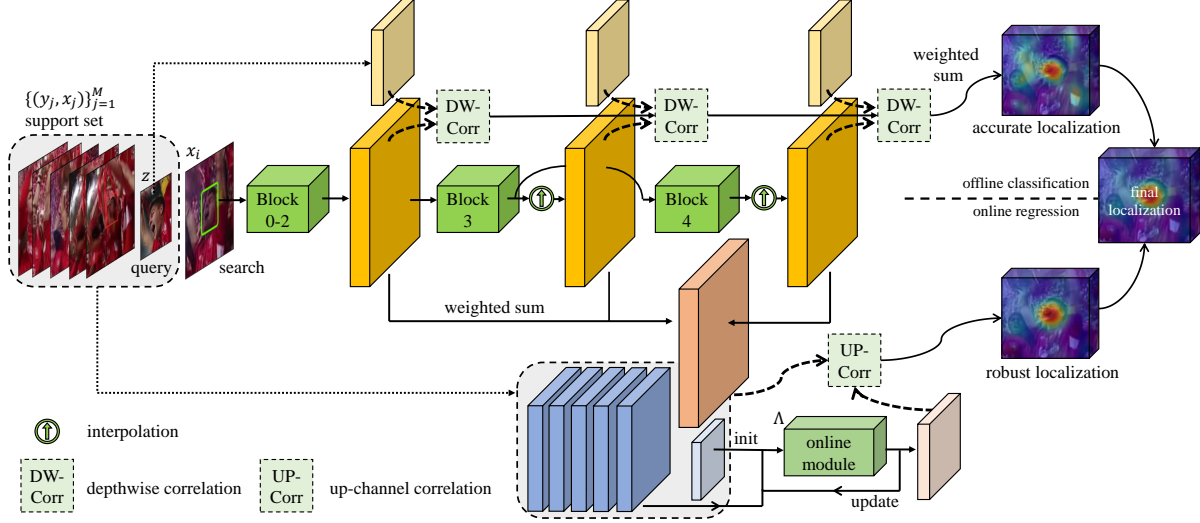 {(y_j, x_j)}_{j=1}^M
support set
z
query
x_i
search
Block
0-2
Block
3
Block
4
DW-
Corr
DW-
Corr
DW-
Corr
weighted
sum
accurate localization
offline classification
online regression
final
localization
robust localization
weighted sum
UP-
Corr
init
Λ
online
module
update
interpolation
DW-
Corr
depthwise correlation
UP-
Corr
up-channel correlation